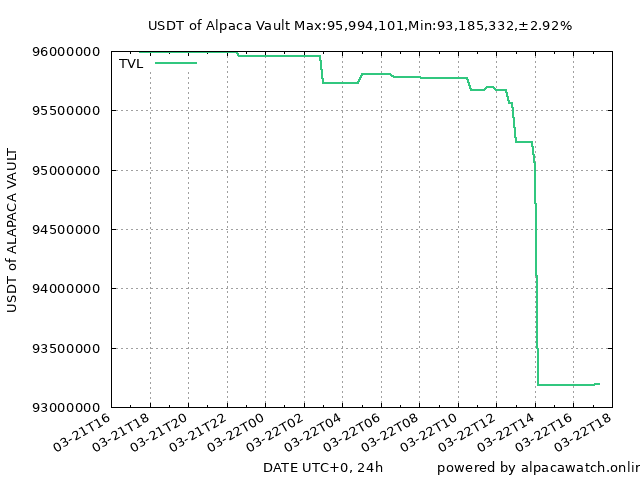 USDT of Alpaca Vault Max:95,994,101,Min:93,185,332,±2.92%
TVL
96000000
95500000
95000000
94500000
94000000
93500000
93000000
USDT of ALAPACA VAULT
03-21T16
03-21T18
03-21T20
03-21T22
03-22T00
03-22T02
03-22T04
03-22T06
03-22T08
03-22T10
03-22T12
03-22T14
03-22T16
03-22T18
DATE UTC+0, 24h
powered by alpacawatch.onlin